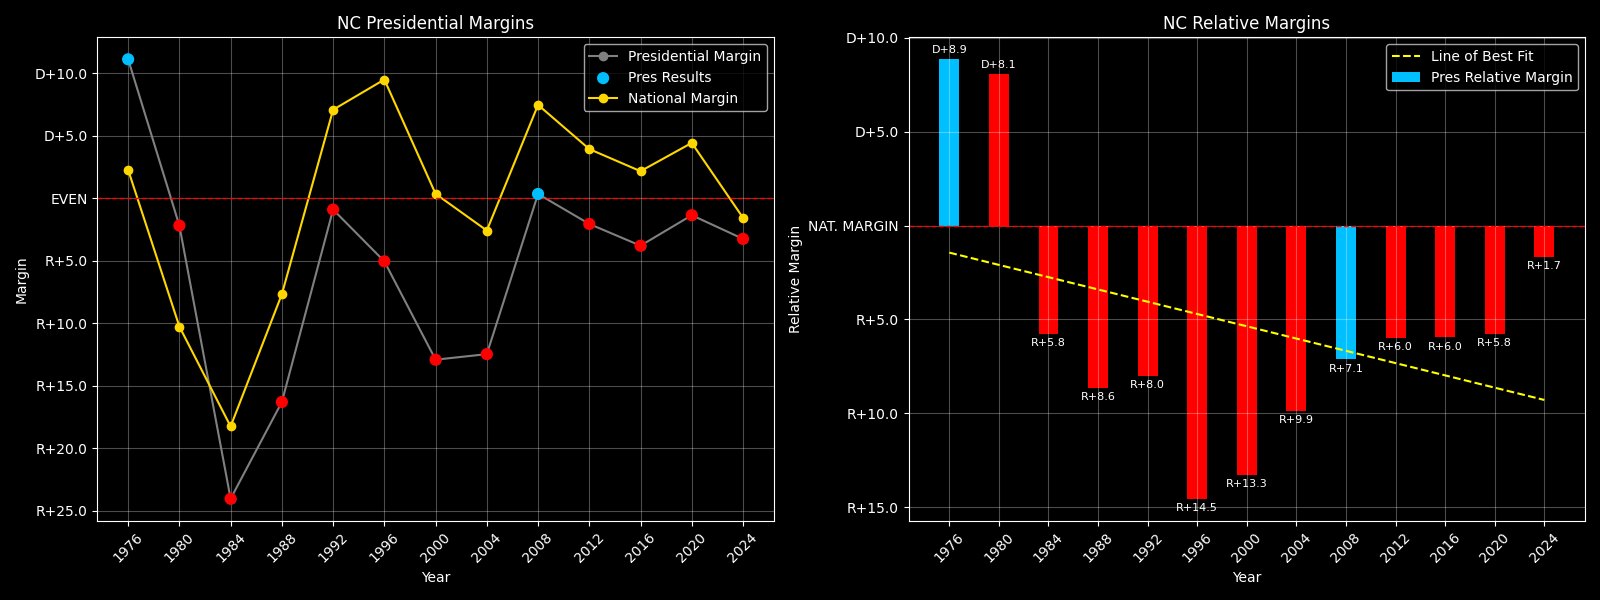 NC Presidential Margins
Presidential Margin
Pres Results
National Margin
D+10.0
D+5.0
EVEN
R+5.0
R+10.0
R+15.0
R+20.0
R+25.0
Margin
1976
1980
1984
1988
1992
1996
2000
2004
2008
2012
2016
2020
2024
Year
NC Relative Margins
Line of Best Fit
Pres Relative Margin
D+10.0
D+5.0
NAT. MARGIN
R+5.0
R+10.0
R+15.0
Relative Margin
D+8.9
D+8.1
R+5.8
R+8.6
R+8.0
R+14.5
R+13.3
R+9.9
R+7.1
R+6.0
R+6.0
R+5.8
R+1.7
1976
1980
1984
1988
1992
1996
2000
2004
2008
2012
2016
2020
2024
Year